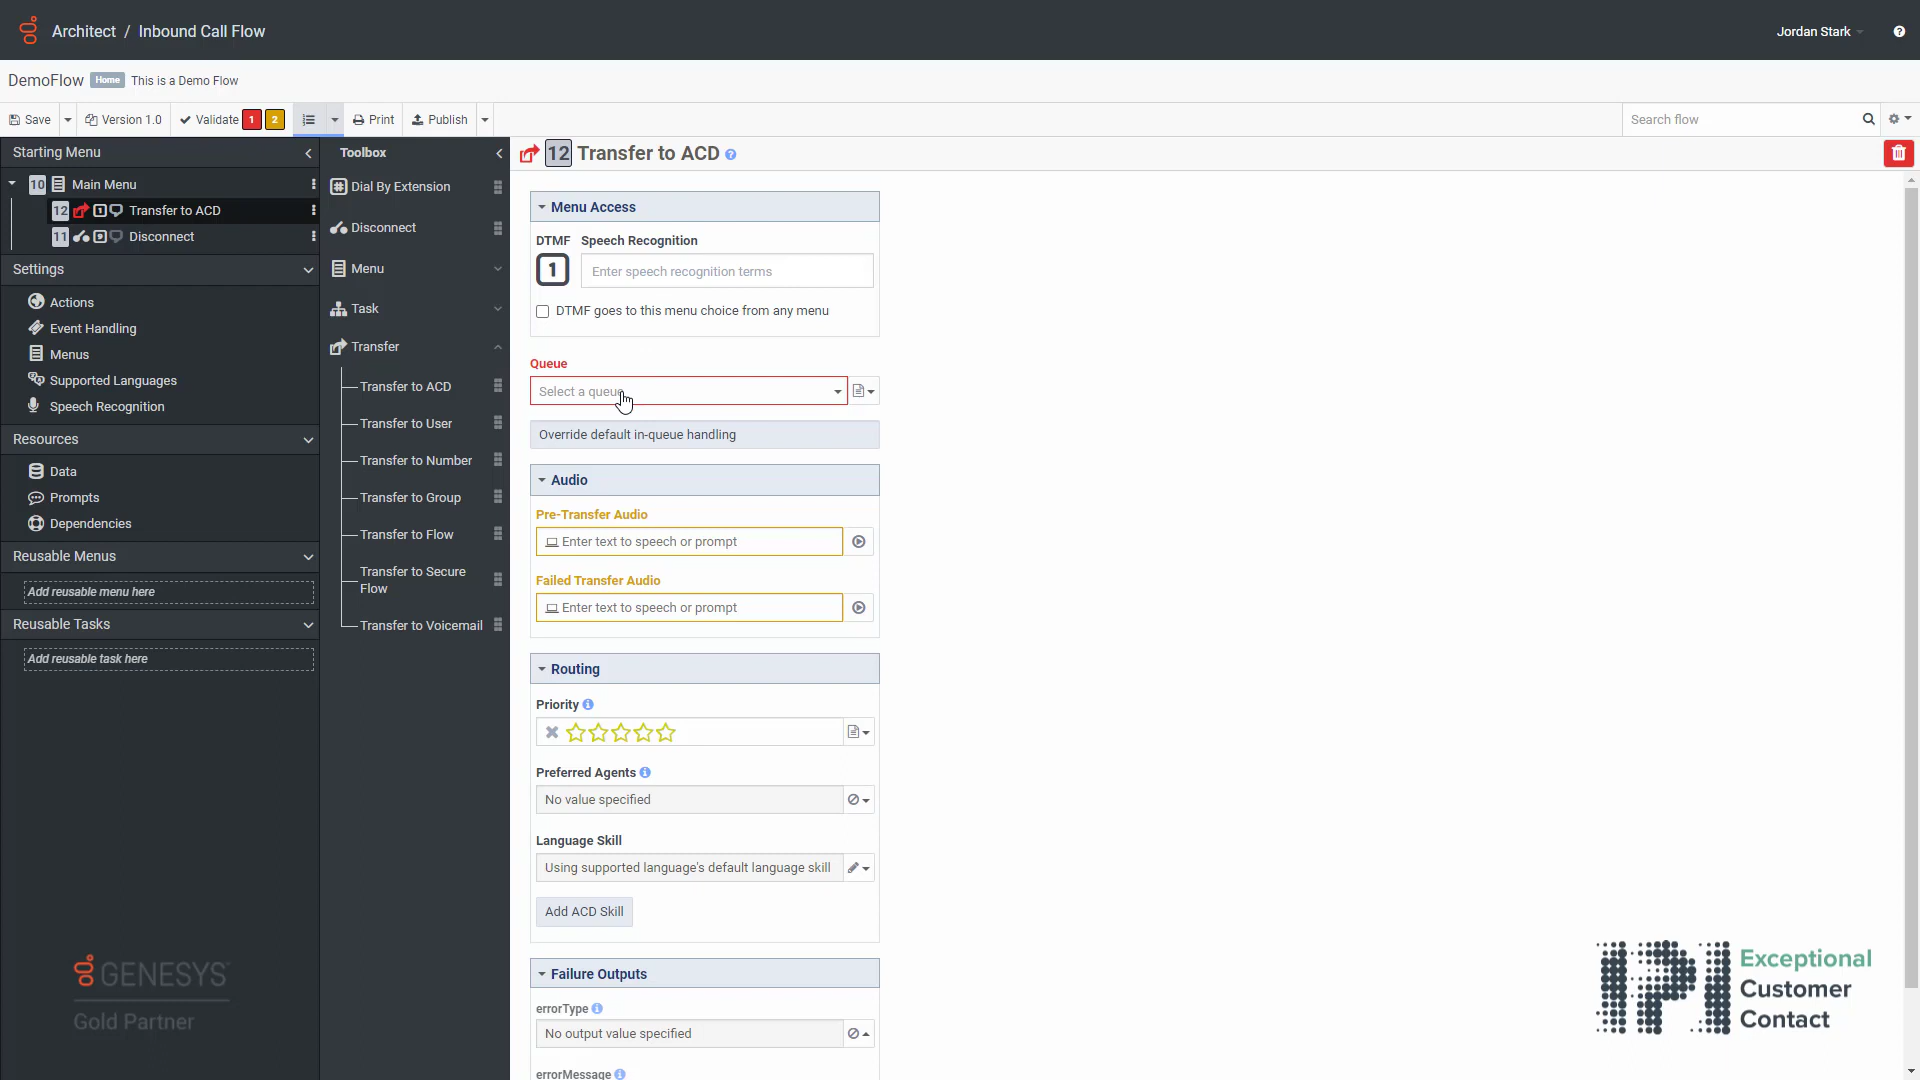 Architect / Inbound Call Flow
Jordan Stark
DemoFlow Home This is a Demo Flow
Save Version 1.0 Validate 1 2 Print Publish
Search flow
Starting Menu
10 Main Menu
12 1 Transfer to ACD
11 9 Disconnect
Settings
Actions
Event Handling
Menus
Supported Languages
Speech Recognition
Resources
Data
Prompts
Dependencies
Reusable Menus
Add reusable menu here
Reusable Tasks
Add reusable task here
GENESYS™
Gold Partner
Toolbox
Dial By Extension
Disconnect
Menu
Task
Transfer
Transfer to ACD
Transfer to User
Transfer to Number
Transfer to Group
Transfer to Flow
Transfer to Secure
Flow
Transfer to Voicemail
12 Transfer to ACD
Menu Access
DTMF Speech Recognition
1 Enter speech recognition terms
DTMF goes to this menu choice from any menu
Queue
Select a queue
Override default in-queue handling
Audio
Pre-Transfer Audio
Enter text to speech or prompt
Failed Transfer Audio
Enter text to speech or prompt
Routing
Priority
Preferred Agents
No value specified
Language Skill
Using supported language's default language skill
Add ACD Skill
Failure Outputs
errorType
No output value specified
errorMessage
IPI
Exceptional
Customer
Contact